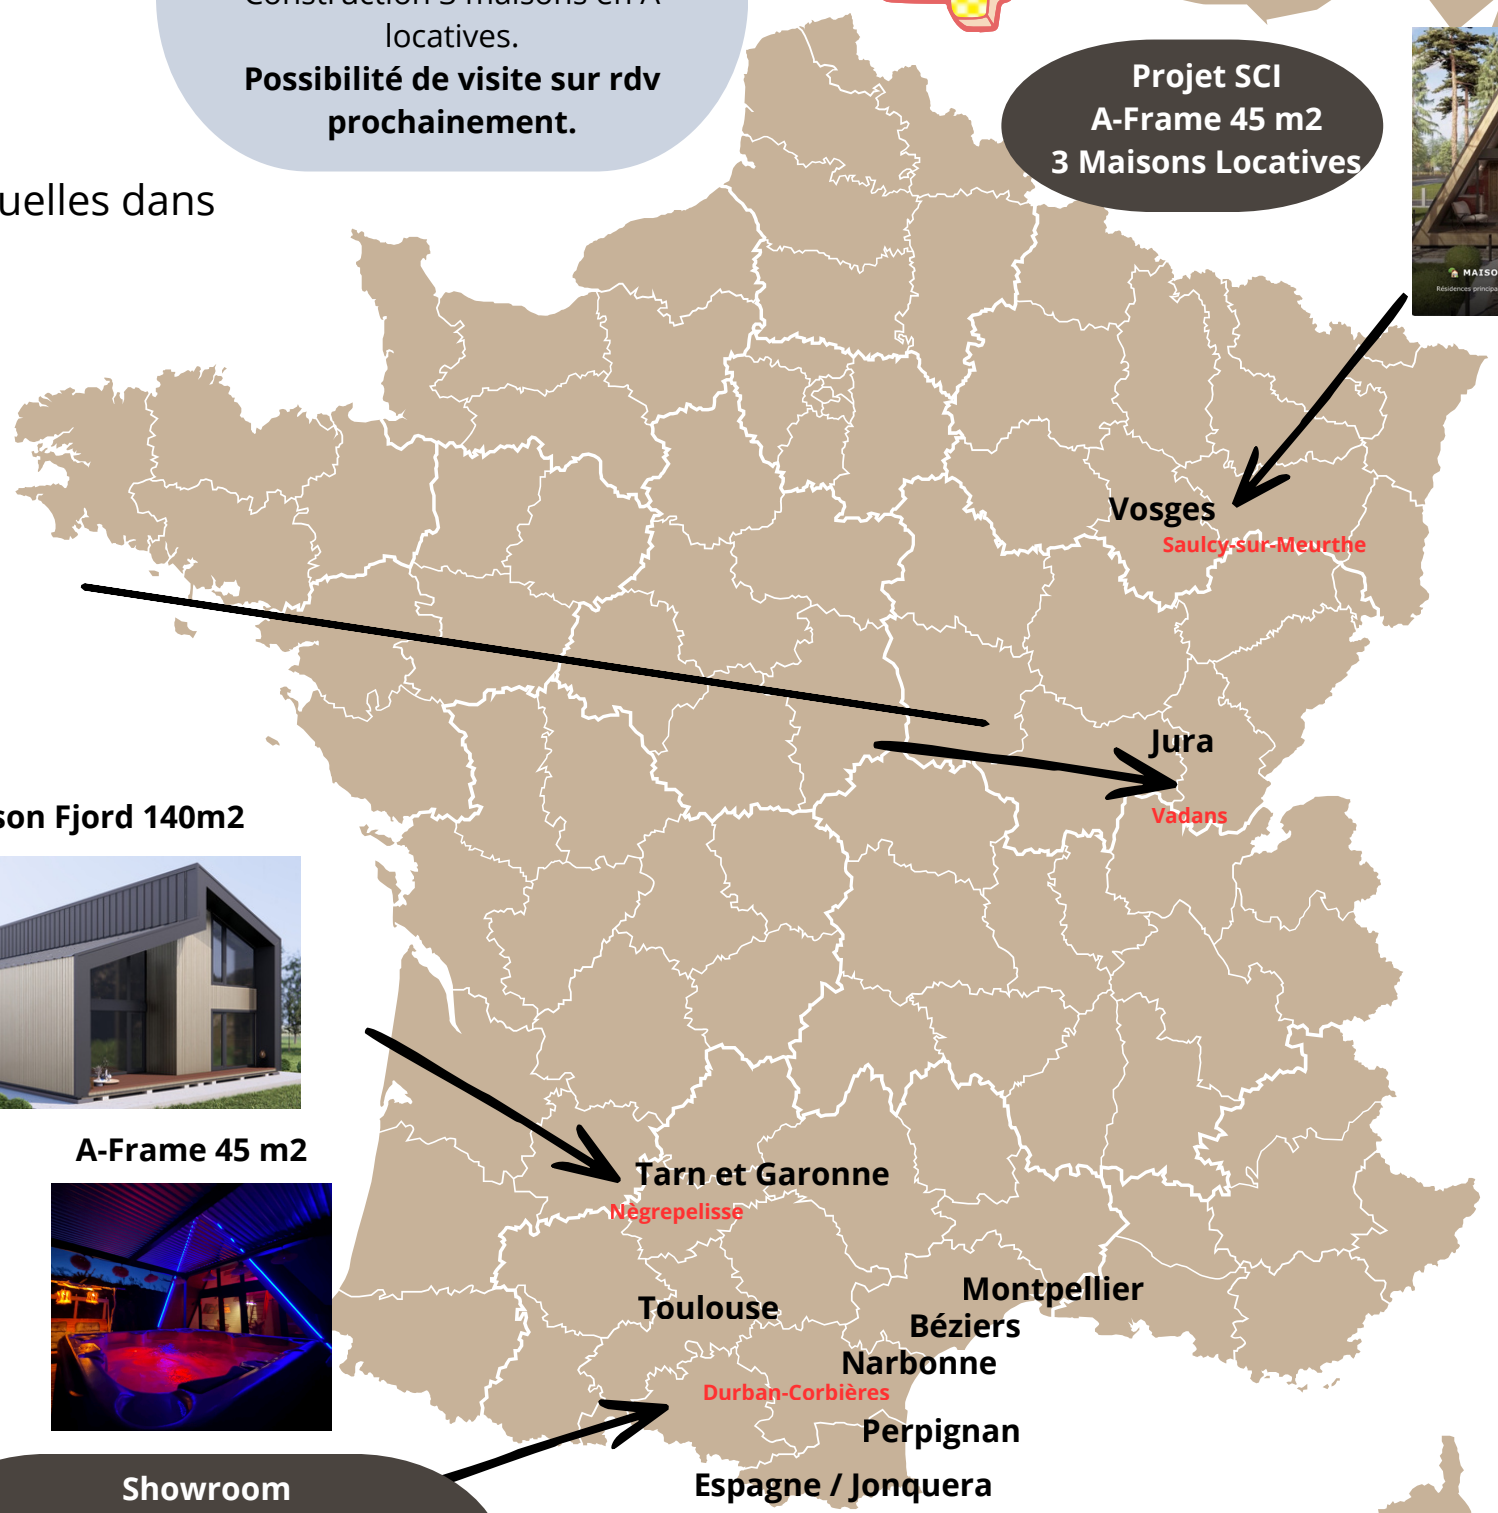 locatives.
Possibilité de visite sur rdv
prochainement.
Projet SCI
A-Frame 45 m2
3 Maisons Locatives
dans
Vosges
Saulcy-sur-Meurthe
Jura
Vadans
Fjord 140m2
A-Frame 45 m2
Tarn et Garonne
Nègrepelisse
Toulouse
Montpellier
Béziers
Narbonne
Durban-Corbières
Perpignan
Espagne / Jonquera
Showroom